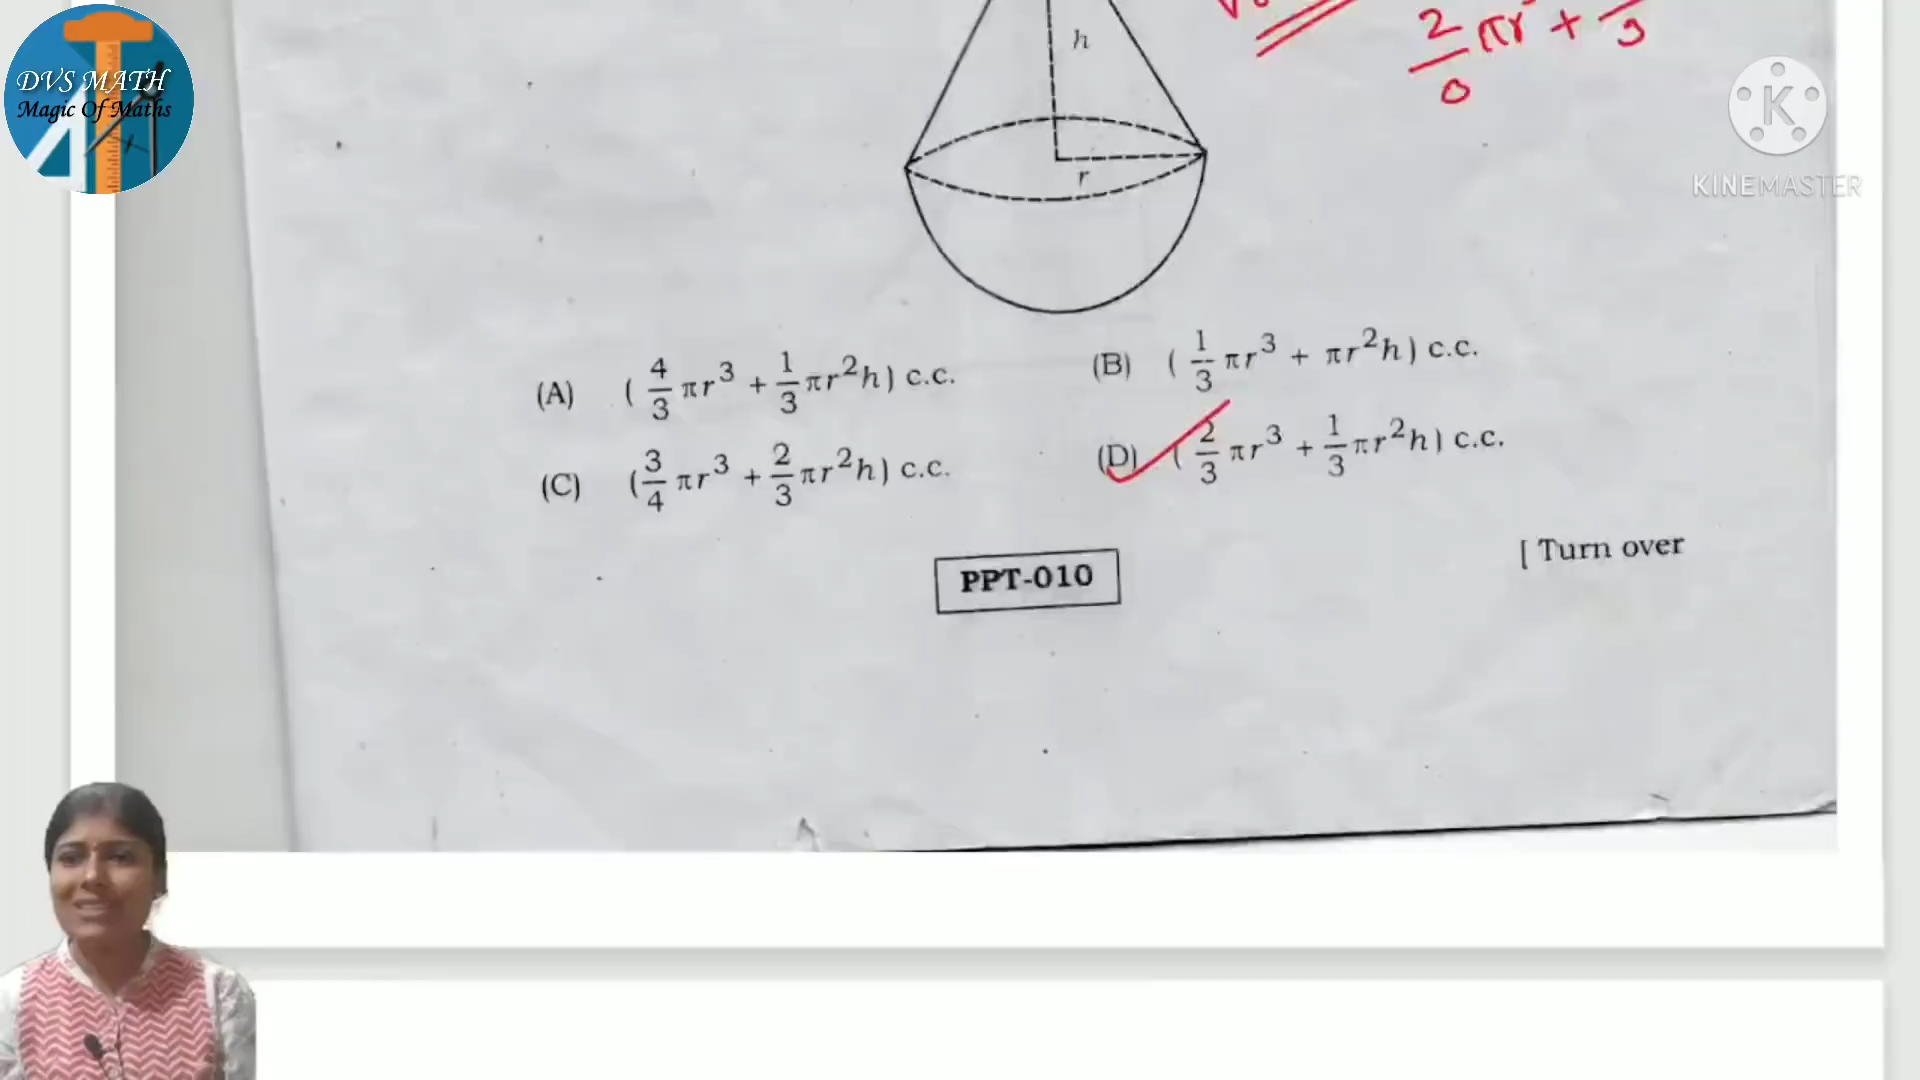 DVS MATH
Magic Of Maths
h
2/0 πr + /3
K
KINEMASTER
r
(A) ( 4/3 πr³ + 1/3 πr²h ) c.c.
(B) ( 1/3 πr³ + πr²h ) c.c.
(C) ( 3/4 πr³ + 2/3 πr²h ) c.c.
(D) ( 2/3 πr³ + 1/3 πr²h ) c.c.
[ Turn over
PPT-010